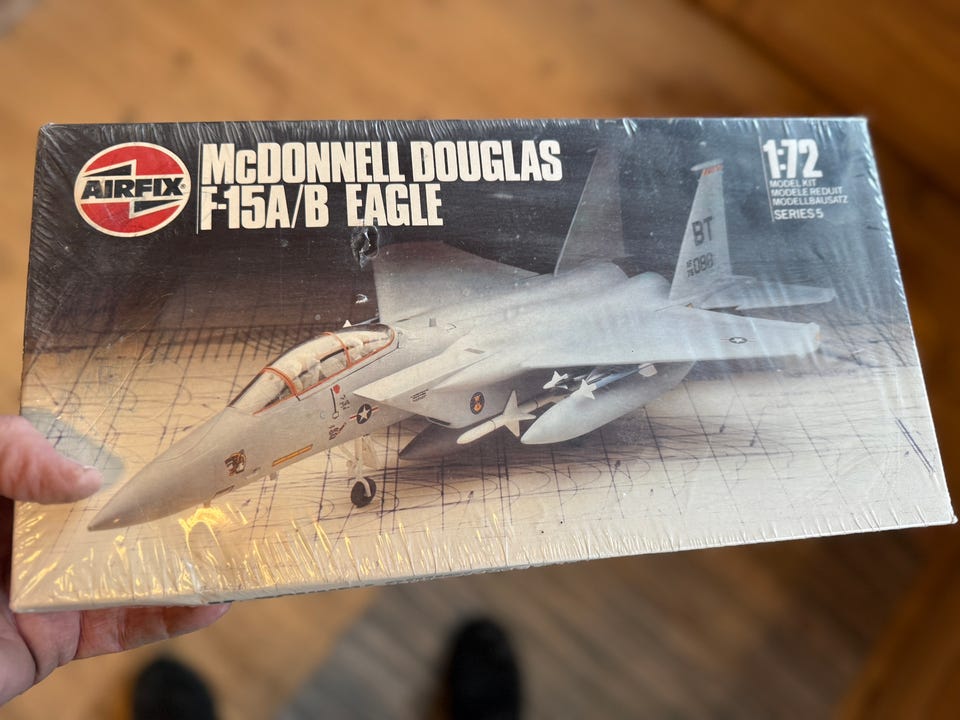 AIRFIX
McDONNELL DOUGLAS
F-15A/B EAGLE
1:72
MODEL KIT
MODELE REDUIT
MODELLBAUSATZ
SERIES 5
BT